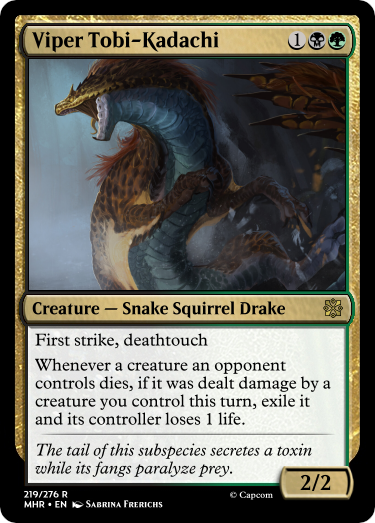 Viper Tobi-Kadachi 1
Creature — Snake Squirrel Drake
First strike, deathtouch
Whenever a creature an opponent
controls dies, if it was dealt damage by a
creature you control this turn, exile it
and its controller loses 1 life.
The tail of this subspecies secretes a toxin
while its fangs paralyze prey.
2/2
219/276 R
MHR • EN Sabrina Frerichs
© Capcom